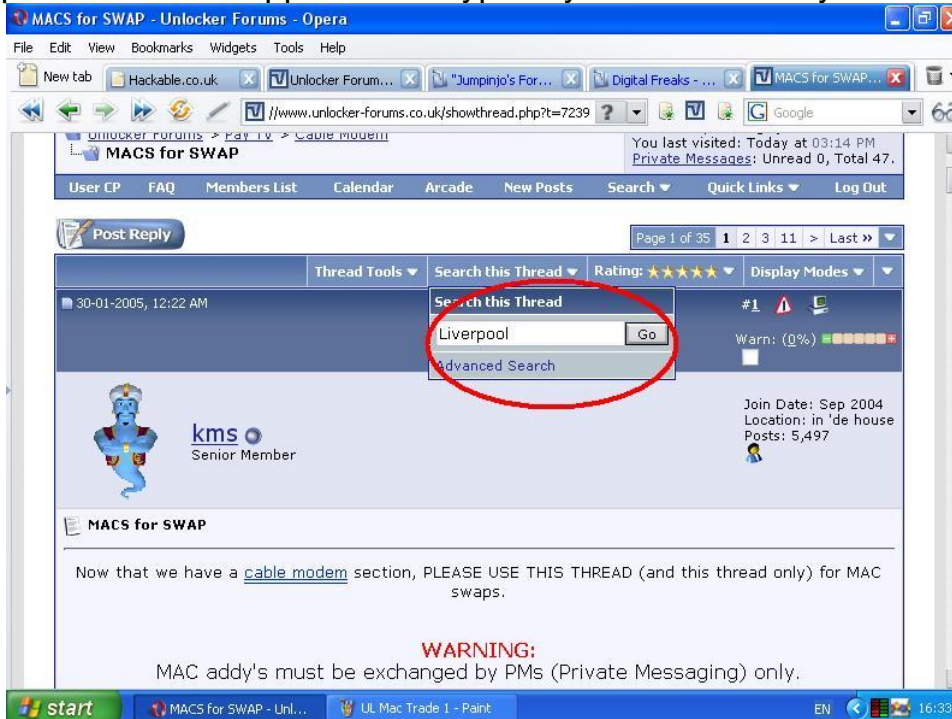 MACS for SWAP - Unlocker Forums - Opera
File Edit View Bookmarks Widgets Tools Help
New tab Hackable.co.uk Unlocker Forum... "Jumpinjo's For... Digital Freaks - ... MACS for SWAP...
//www.unlocker-forums.co.uk/showthread.php?t=7239 ? Google
Unlocker Forums > Pay TV > Cable Modem
MACS for SWAP
You last visited: Today at 03:14 PM
Private Messages: Unread 0, Total 47.
User CP FAQ Members List Calendar Arcade New Posts Search Quick Links Log Out
Post Reply
Page 1 of 35 1 2 3 11 > Last »
Thread Tools Search this Thread Rating: Display Modes
30-01-2005, 12:22 AM
Search this Thread
#1
Liverpool Go
Warn: (0%)
Advanced Search
kms
Senior Member
Join Date: Sep 2004
Location: in 'de house
Posts: 5,497
MACS for SWAP
Now that we have a cable modem section, PLEASE USE THIS THREAD (and this thread only) for MAC
swaps.
WARNING:
MAC addy's must be exchanged by PMs (Private Messaging) only.
start MACS for SWAP - Unl... UL Mac Trade 1 - Paint EN 16:33